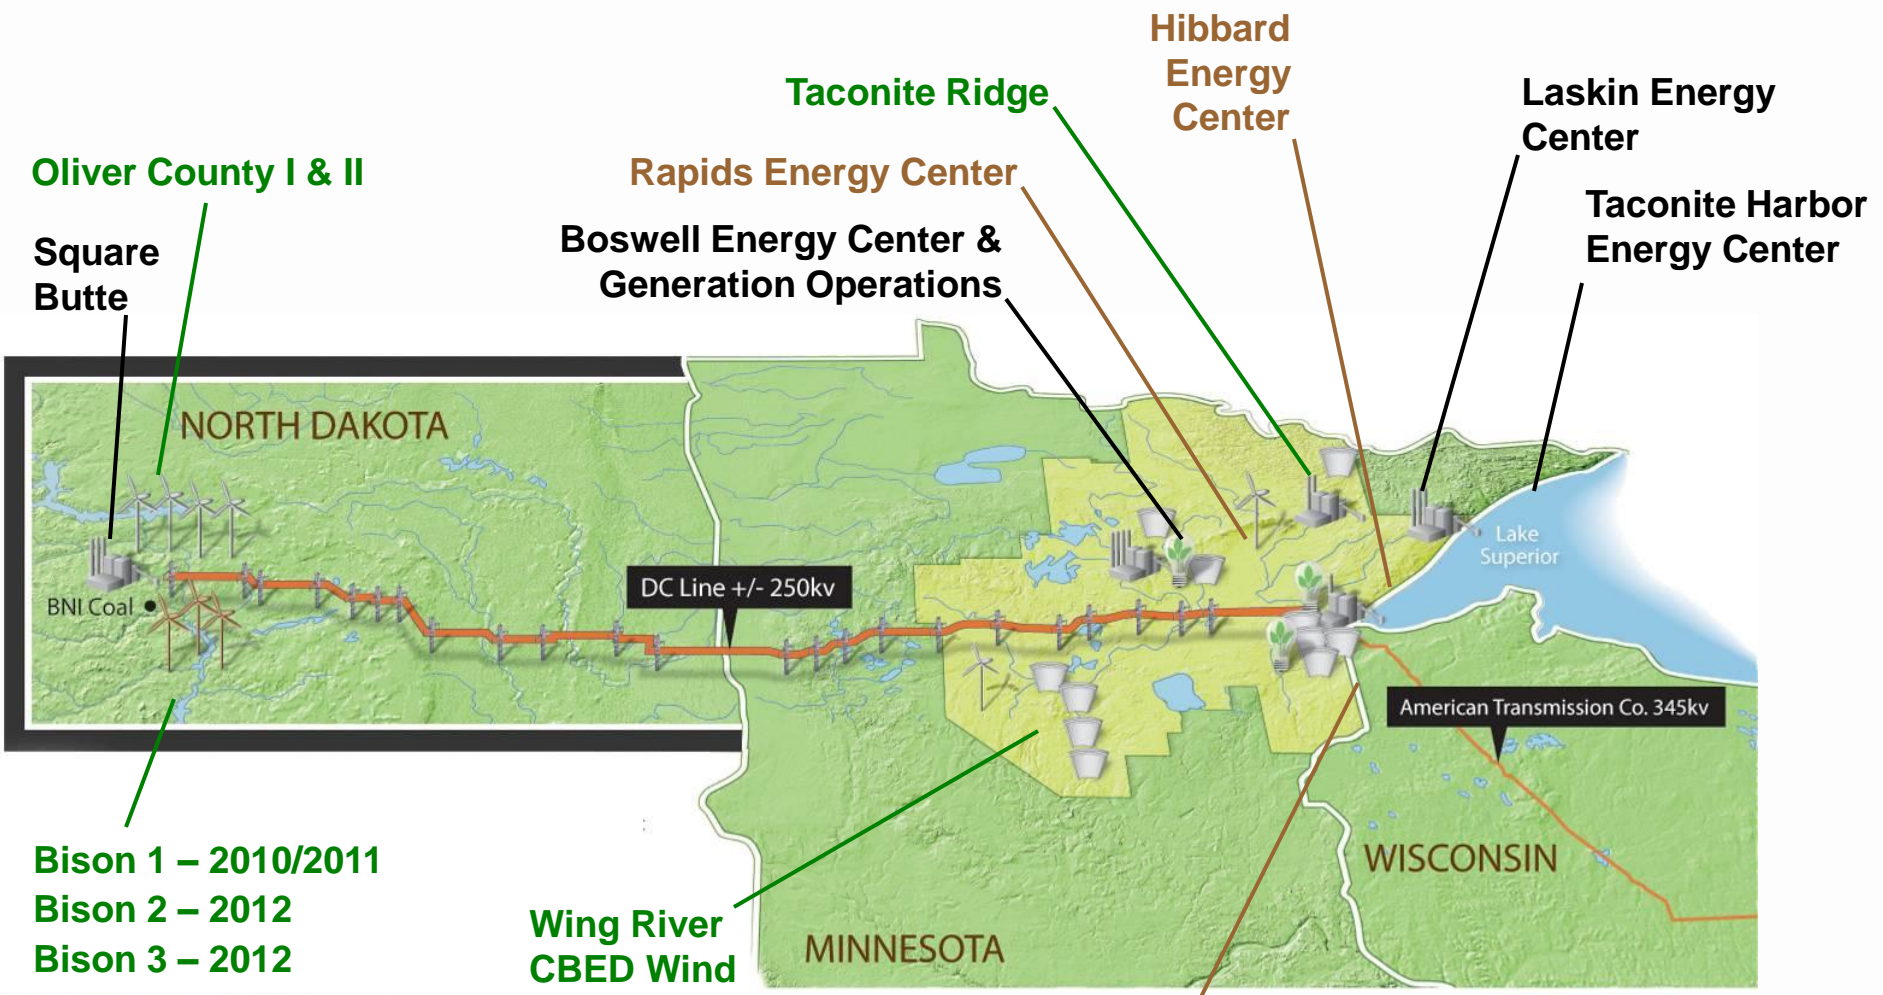 Hibbard
Energy
Center
Taconite Ridge
Laskin Energy
Center
Oliver County I & II
Rapids Energy Center
Taconite Harbor
Energy Center
Square
Butte
Boswell Energy Center &
Generation Operations
NORTH DAKOTA
Lake
Superior
DC Line +/- 250kv
BNI Coal
American Transmission Co. 345kv
Bison 1 – 2010/2011
Bison 2 – 2012
Bison 3 – 2012
WISCONSIN
Wing River
CBED Wind
MINNESOTA